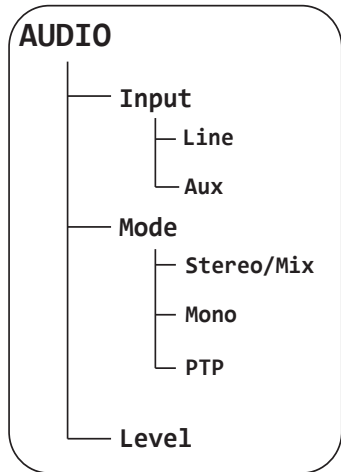 AUDIO
Input
Line
Aux
Mode
Stereo/Mix
Mono
PTP
Level